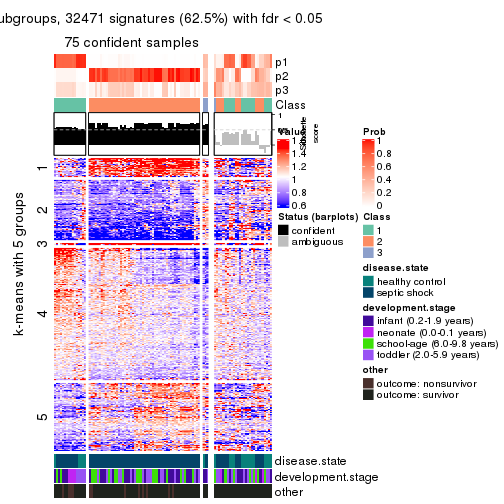 ubgroups, 32471 signatures (62.5%) with fdr < 0.05
75 confident samples
p1
p2
p3
Class
1
Silhouette
score
Value
1.4
1.2
1
0.8
0.6
Prob
1
0.8
0.6
0.4
0.2
0
Status (barplots)
confident
ambiguous
Class
1
2
3
disease.state
healthy control
septic shock
development.stage
infant (0.2-1.9 years)
neonate (0.0-0.1 years)
school-age (6.0-9.8 years)
toddler (2.0-5.9 years)
other
outcome: nonsurvivor
outcome: survivor
k-means with 5 groups
1
2
3
4
5
disease.state
development.stage
other